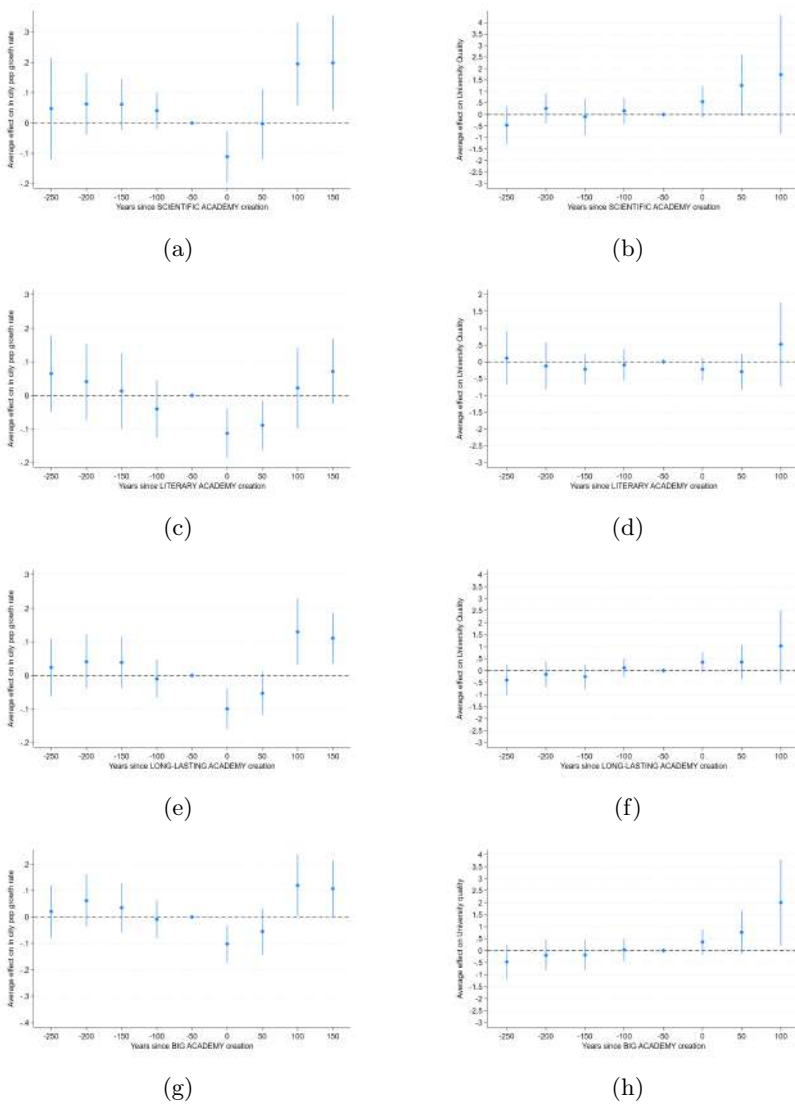 Average effect on ln city pop growth rate
.3
.2
.1
0
-.1
-.2
-250 -200 -150 -100 -50 0 50 100 150
Years since SCIENTIFIC ACADEMY creation
(a)
Average effect on University Quality
4
3.5
3
2.5
2
1.5
1
.5
0
-.5
-1
-1.5
-2
-2.5
-3
-250 -200 -150 -100 -50 0 50 100
Years since SCIENTIFIC ACADEMY creation
(b)
Average effect on ln city pop growth rate
.3
.2
.1
0
-.1
-.2
-250 -200 -150 -100 -50 0 50 100 150
Years since LITERARY ACADEMY creation
(c)
Average effect on University Quality
2
1.5
1
.5
0
-.5
-1
-1.5
-2
-2.5
-3
-250 -200 -150 -100 -50 0 50 100
Years since LITERARY ACADEMY creation
(d)
Average effect on ln city pop growth rate
.3
.2
.1
0
-.1
-.2
-250 -200 -150 -100 -50 0 50 100 150
Years since LONG-LASTING ACADEMY creation
(e)
Average effect on University Quality
4
3.5
3
2.5
2
1.5
1
.5
0
-.5
-1
-1.5
-2
-2.5
-3
-250 -200 -150 -100 -50 0 50 100
Years since LONG-LASTING ACADEMY creation
(f)
Average effect on ln city pop growth rate
.2
.1
0
-.1
-.2
-.3
-.4
-250 -200 -150 -100 -50 0 50 100 150
Years since BIG ACADEMY creation
(g)
Average effect on University quality
4
3.5
3
2.5
2
1.5
1
.5
0
-.5
-1
-1.5
-2
-2.5
-3
-250 -200 -150 -100 -50 0 50 100
Years since BIG ACADEMY creation
(h)